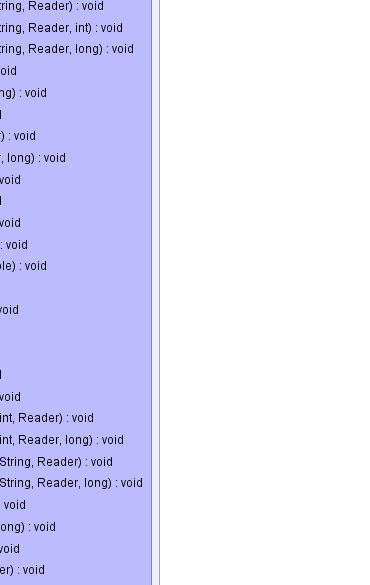 tring, Reader) : void
tring, Reader, int) : void
tring, Reader, long) : void
oid
ng) : void
) : void
, long) : void
void
void
: void
ole) : void
void
void
int, Reader) : void
int, Reader, long) : void
String, Reader) : void
String, Reader, long) : void
void
ong) : void
void
er) : void